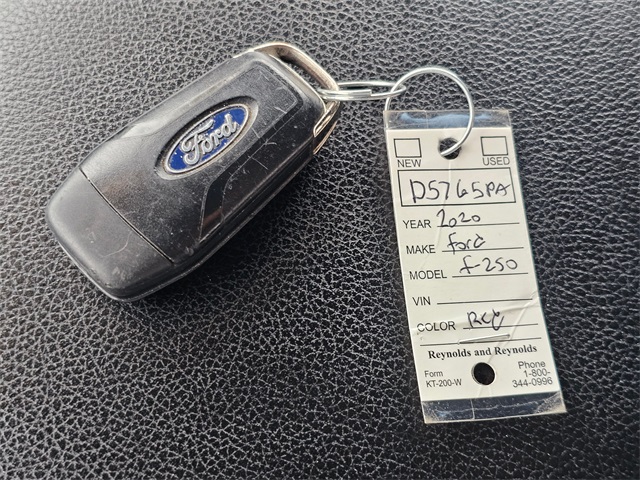 Ford
NEW USED
D5765PA
YEAR 2020
MAKE Ford
MODEL f-250
VIN
COLOR Red
Reynolds and Reynolds
Form
KT-200-W
Phone
1-800-
344-0996